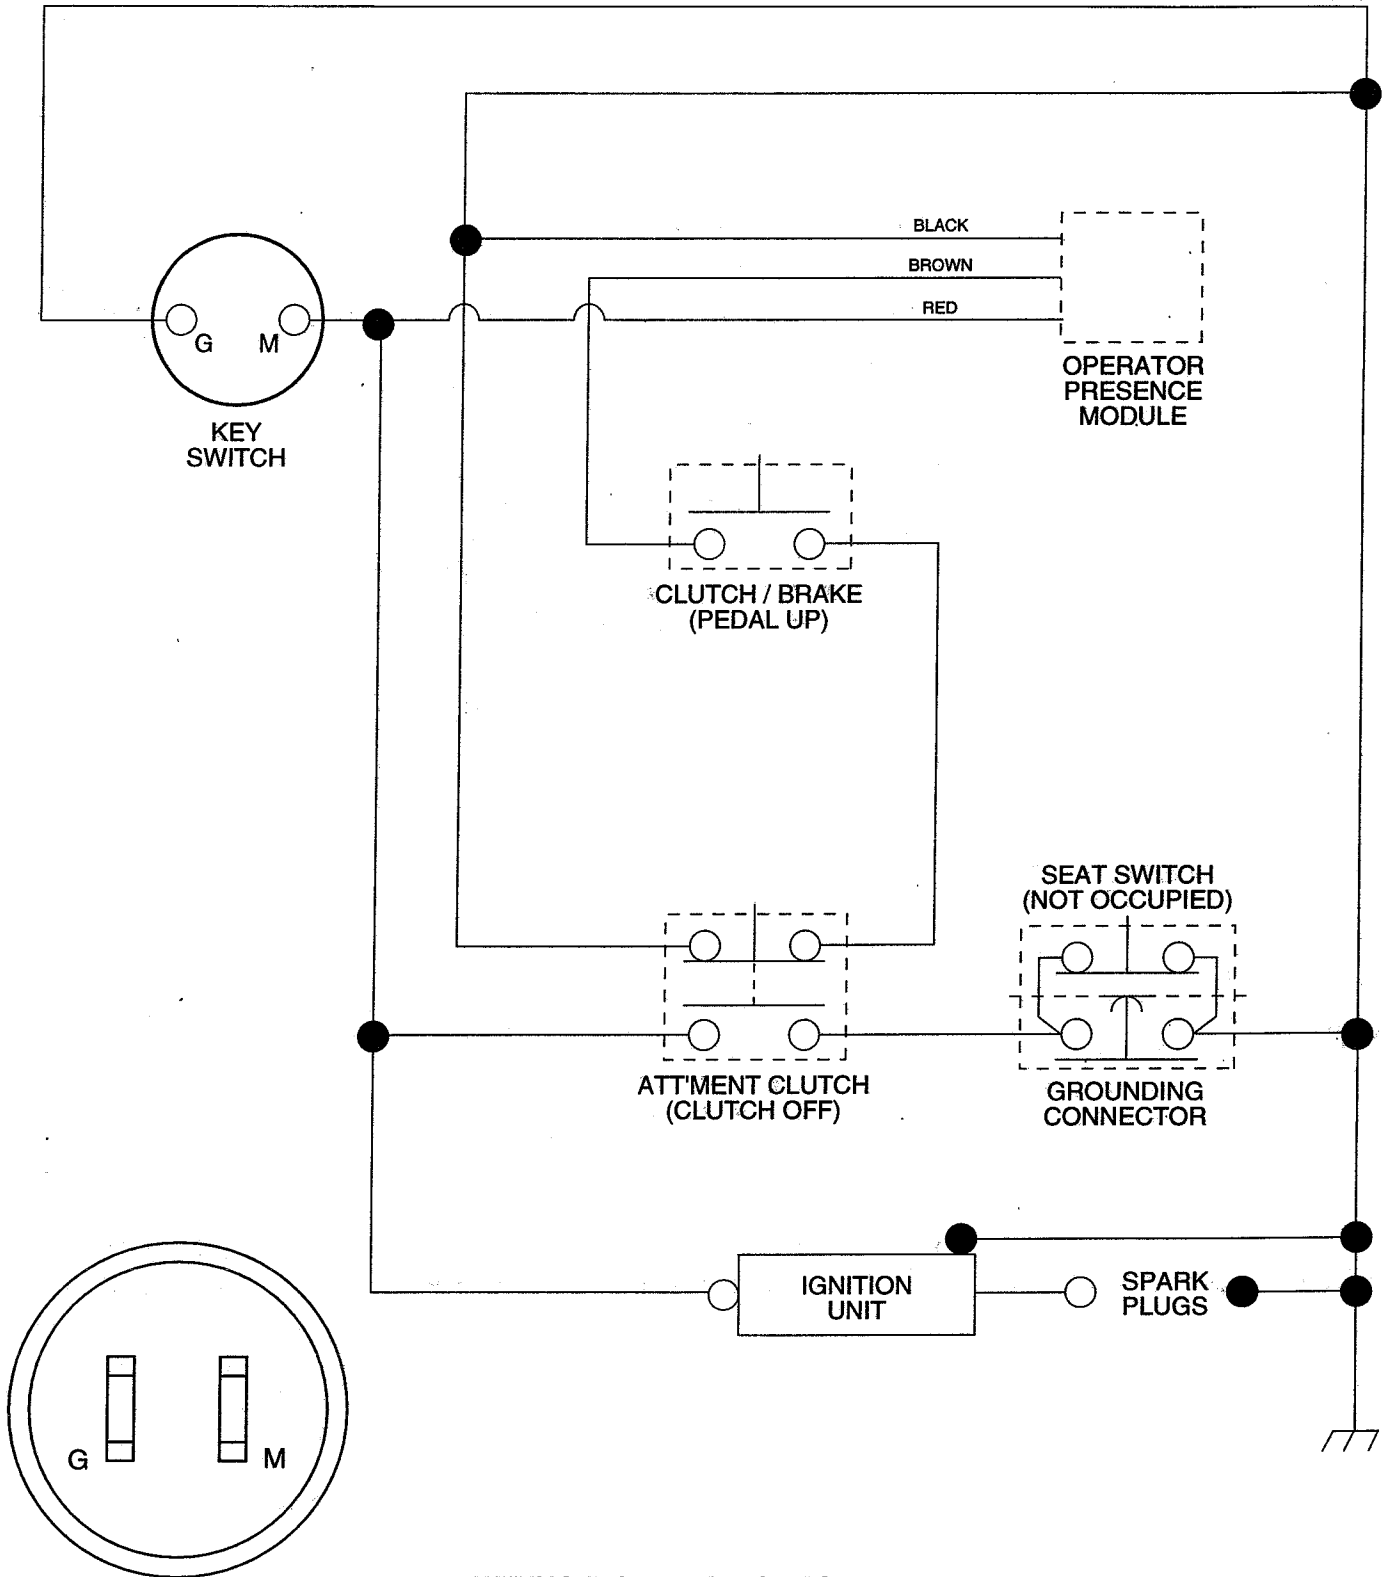 BLACK
BROWN
RED
G M
KEY
SWITCH
OPERATOR
PRESENCE
MODULE
CLUTCH / BRAKE
(PEDAL UP)
SEAT SWITCH
(NOT OCCUPIED)
ATT'MENT CLUTCH
(CLUTCH OFF)
GROUNDING
CONNECTOR
IGNITION
UNIT
SPARK
PLUGS
G M